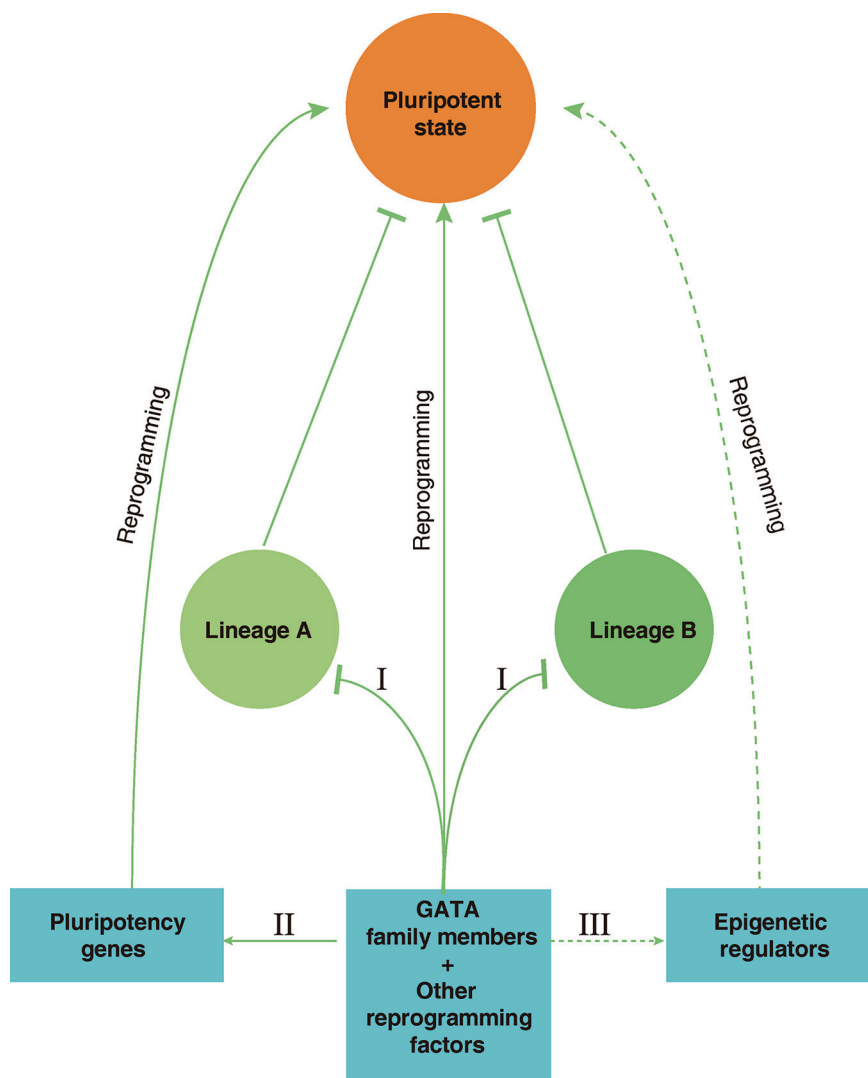 Pluripotent
state
Reprogramming
Reprogramming
Reprogramming
Lineage A
Lineage B
I
I
Pluripotency
genes
II
GATA
family members
+
Other
reprogramming
factors
III
Epigenetic
regulators